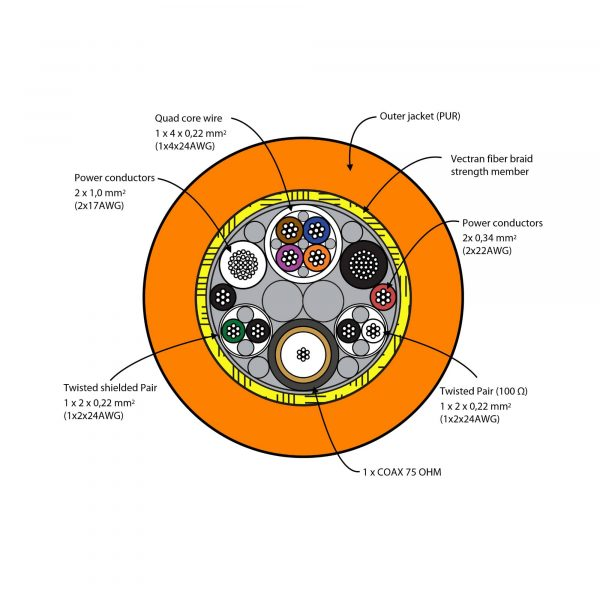 Quad core wire
1 x 4 x 0,22 mm²
(1x4x24AWG)
Outer jacket (PUR)
Vectran fiber braid
strength member
Power conductors
2 x 1,0 mm²
(2x17AWG)
Power conductors
2x 0,34 mm²
(2x22AWG)
Twisted shielded Pair
1 x 2 x 0,22 mm²
(1x2x24AWG)
Twisted Pair (100 Ω)
1 x 2 x 0,22 mm²
(1x2x24AWG)
1 x COAX 75 OHM